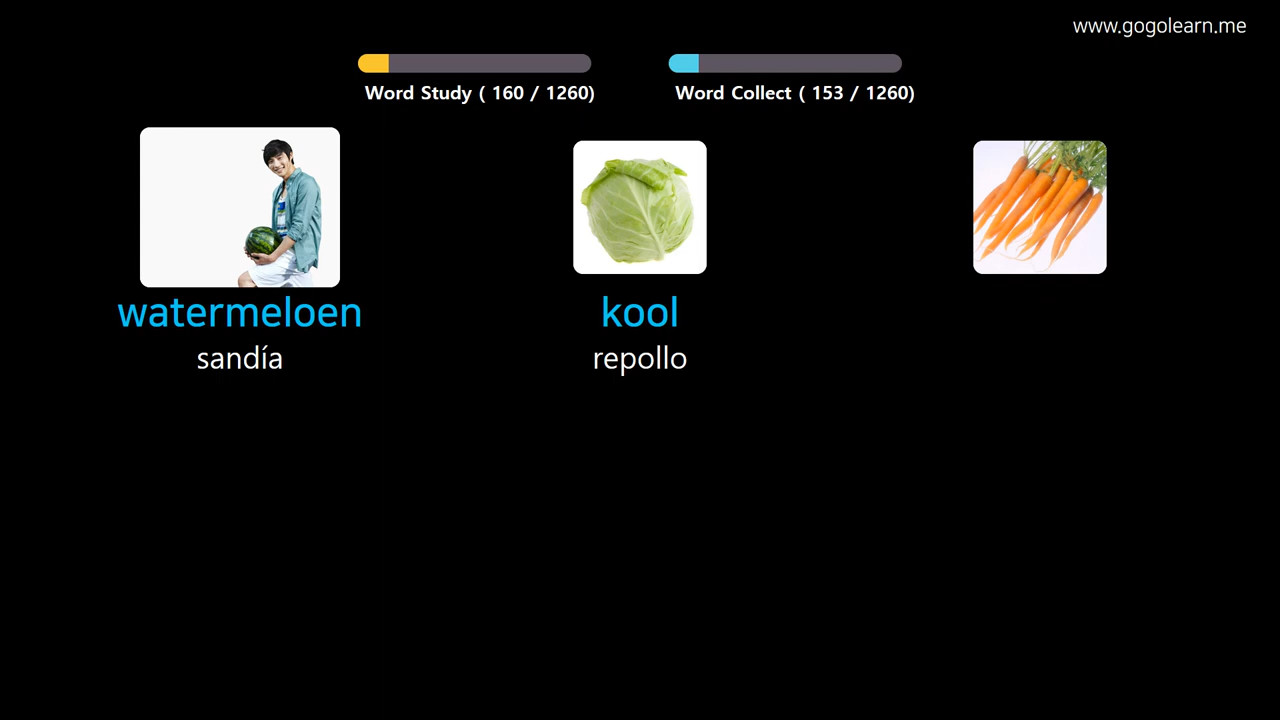 www.gogolearn.me
Word Study ( 160 / 1260)
Word Collect ( 153 / 1260)
watermeloen
kool
sandía
repollo